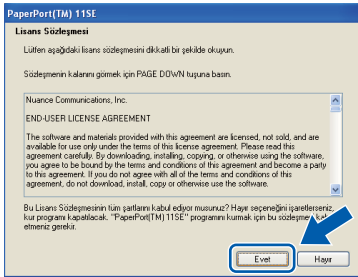 PaperPort(TM) 11SE
Lisans Sözleşmesi
Lütfen aşağıdaki lisans sözleşmesini dikkatli bir şekilde okuyun.
Sözleşmenin kalanını görmek için PAGE DOWN tuşuna basın.
Nuance Communications, Inc.
END-USER LICENSE AGREEMENT
The software and materials provided with this agreement are licensed, not sold, and are
available for use only under the terms of this license agreement. Please read this
agreement carefully. By downloading, installing, copying, or otherwise using the software,
you agree to be bound by the terms and conditions of this agreement and become a party
to this agreement. If you do not agree with all of the terms and conditions of this
agreement, do not download, install, copy or otherwise use the software.
Bu Lisans Sözleşmesinin tüm şartlarını kabul ediyor musunuz? Hayır seçeneğini işaretlerseniz,
kur programı kapatılacak. "PaperPort(TM) 11SE" programını kurmak için bu sözleşmeyi
etmeniz gerekir.
Evet
Hayır